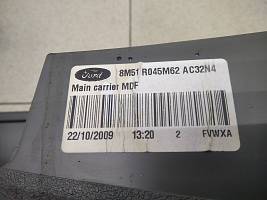 Ford
8M51 R045M62 AC32N4
Main carrier MDF
22/10/2009 13:20 2 FVWXA